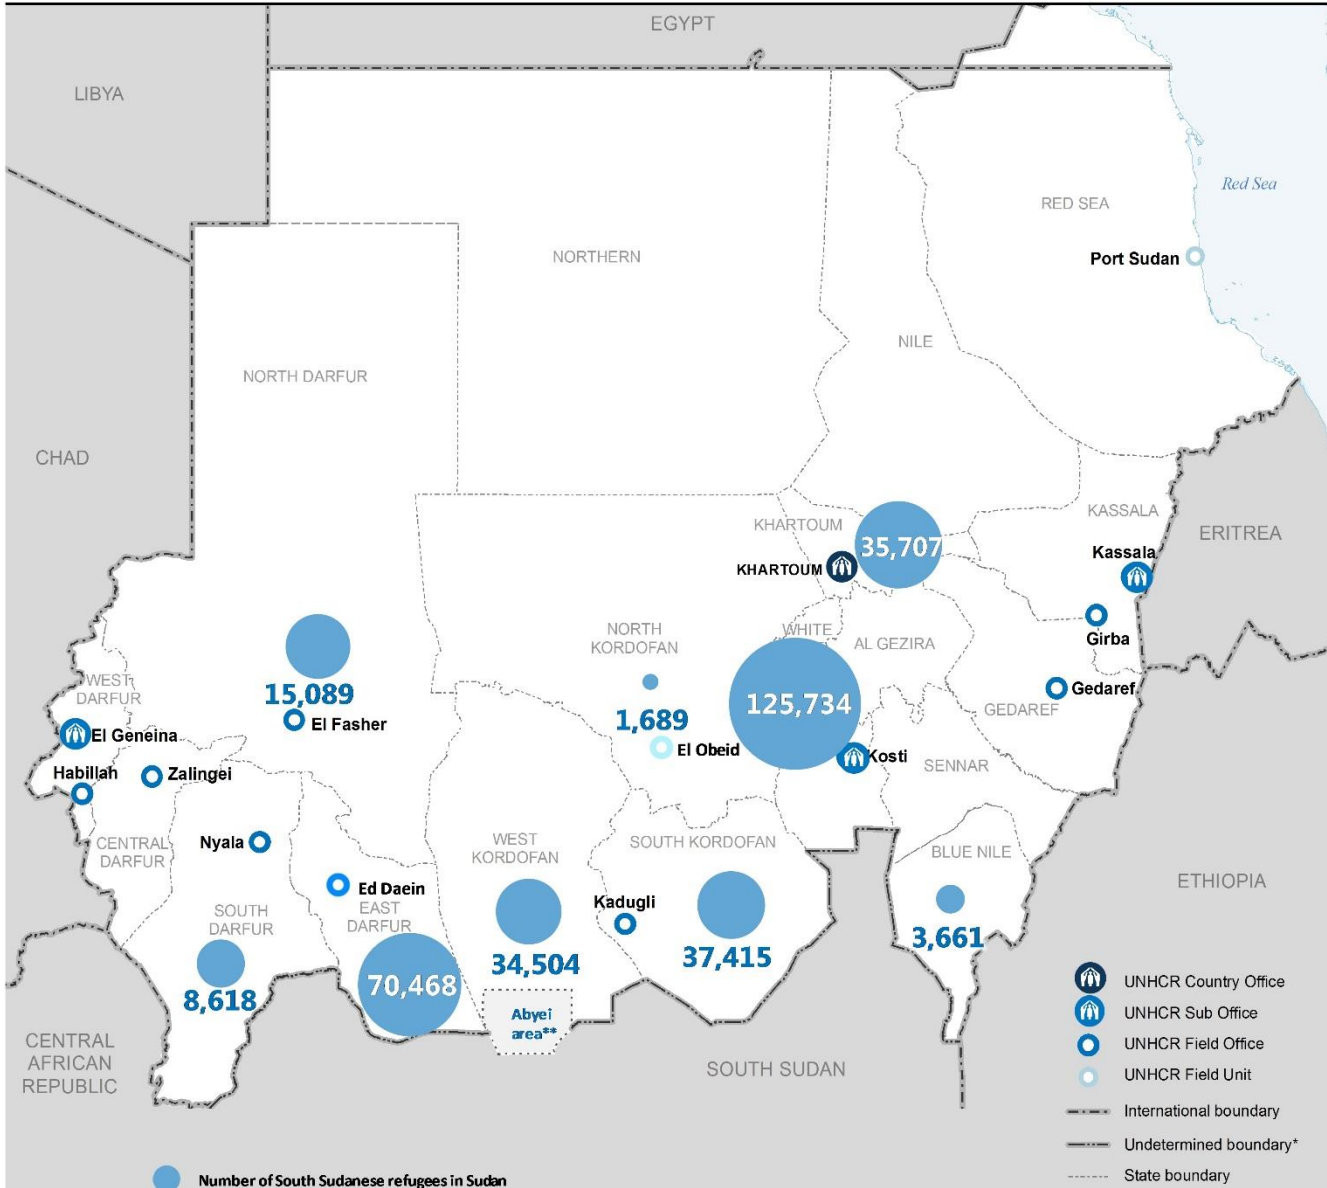 EGYPT
LIBYA
Red Sea
RED SEA
Port Sudan
NORTHERN
NILE
NORTH DARFUR
CHAD
KHARTOUM
35,707
KHARTOUM
KASSALA
Kassala
ERITREA
Girba
NORTH
KORDOFAN
WHITE
AL GEZIRA
WEST
DARFUR
15,089
El Fasher
1,689
El Obeid
125,734
Kosti
Gedaref
GEDAREF
SENNAR
El Geneina
Habillah
Zalingei
CENTRAL
DARFUR
Nyala
Ed Daein
EAST
DARFUR
WEST
KORDOFAN
SOUTH KORDOFAN
BLUE NILE
ETHIOPIA
SOUTH
DARFUR
8,618
70,468
34,504
Kadugli
37,415
3,661
Abyei
area**
CENTRAL
AFRICAN
REPUBLIC
SOUTH SUDAN
UNHCR Country Office
UNHCR Sub Office
UNHCR Field Office
UNHCR Field Unit
International boundary
Undetermined boundary*
State boundary
Number of South Sudanese refugees in Sudan